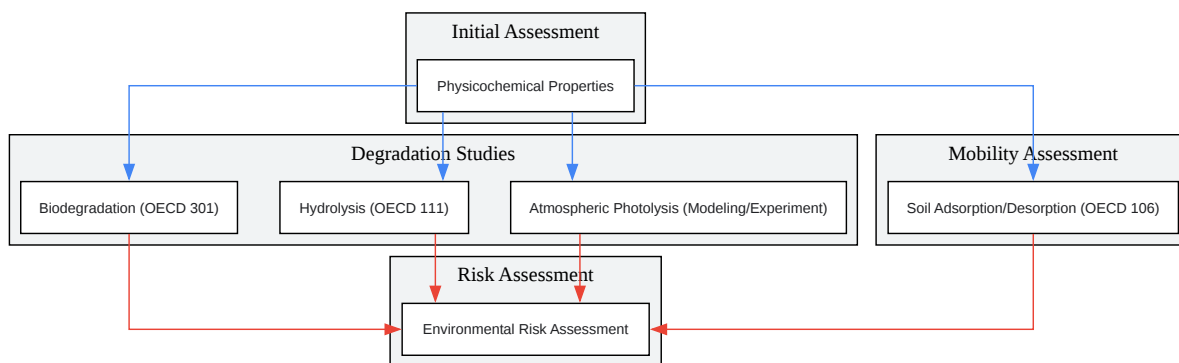 Initial Assessment
Physicochemical Properties
Degradation Studies
Mobility Assessment
Biodegradation (OECD 301)
Hydrolysis (OECD 111)
Atmospheric Photolysis (Modeling/Experiment)
Soil Adsorption/Desorption (OECD 106)
Risk Assessment
Environmental Risk Assessment